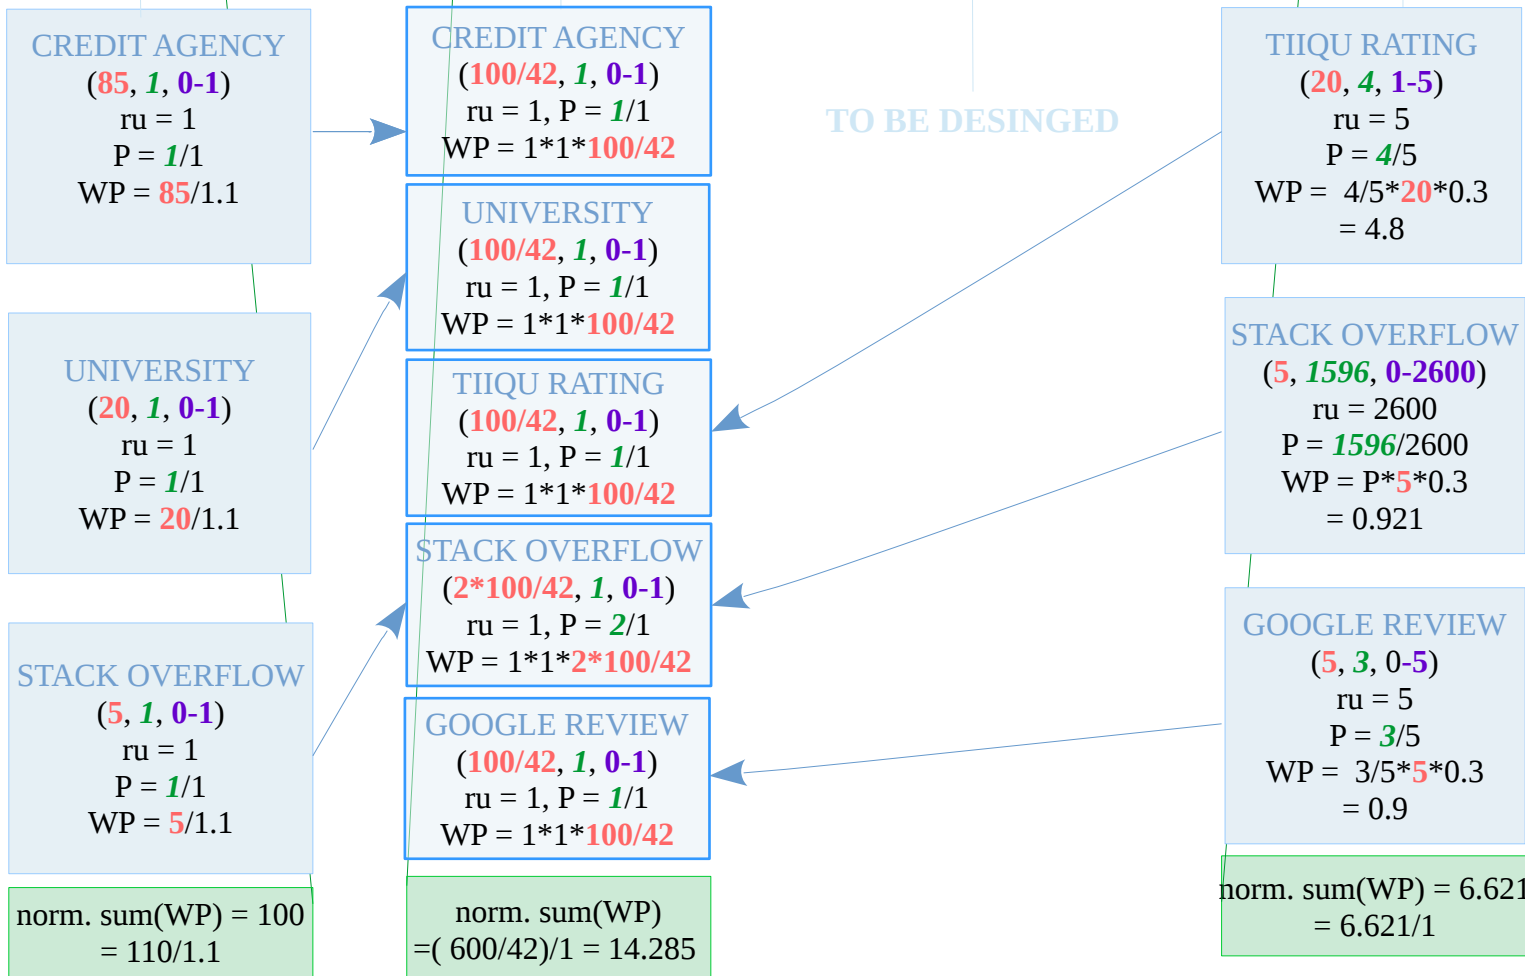 CREDIT AGENCY
(85, 1, 0-1)
ru = 1
P = 1/1
WP = 85/1.1
UNIVERSITY
(20, 1, 0-1)
ru = 1
P = 1/1
WP = 20/1.1
STACK OVERFLOW
(5, 1, 0-1)
ru = 1
P = 1/1
WP = 5/1.1
norm. sum(WP) = 100
= 110/1.1
CREDIT AGENCY
(100/42, 1, 0-1)
ru = 1, P = 1/1
WP = 1*1*100/42
UNIVERSITY
(100/42, 1, 0-1)
ru = 1, P = 1/1
WP = 1*1*100/42
TIIQU RATING
(100/42, 1, 0-1)
ru = 1, P = 1/1
WP = 1*1*100/42
STACK OVERFLOW
(2*100/42, 1, 0-1)
ru = 1, P = 2/1
WP = 1*1*2*100/42
GOOGLE REVIEW
(100/42, 1, 0-1)
ru = 1, P = 1/1
WP = 1*1*100/42
norm. sum(WP)
=( 600/42)/1 = 14.285
TO BE DESINGED
TIIQU RATING
(20, 4, 1-5)
ru = 5
P = 4/5
WP =  4/5*20*0.3
= 4.8
STACK OVERFLOW
(5, 1596, 0-2600)
ru = 2600
P = 1596/2600
WP = P*5*0.3
= 0.921
GOOGLE REVIEW
(5, 3, 0-5)
ru = 5
P = 3/5
WP =  3/5*5*0.3
= 0.9
norm. sum(WP) = 6.621
= 6.621/1